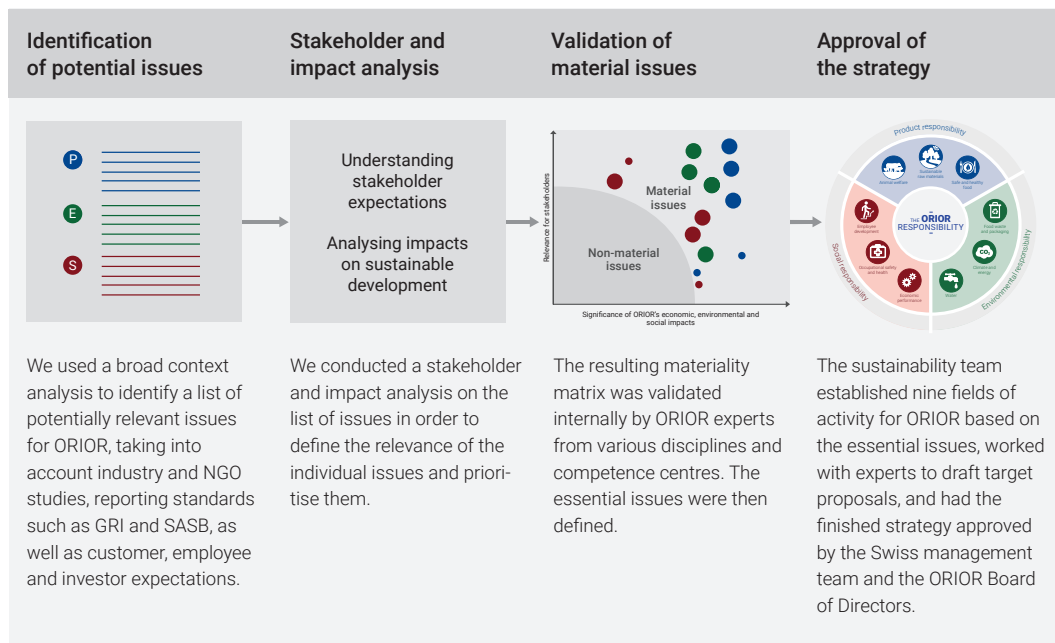 Identification
of potential issues
Stakeholder and
impact analysis
Validation of
material issues
Approval of
the strategy
P
E
S
Understanding
stakeholder
expectations
Analysing impacts
on sustainable
development
Relevance for stakeholders
Material
issues
Non-material
issues
Significance of ORIOR's economic, environmental and
social impacts
Product responsibility
Animal welfare
Sustainable
raw materials
Safe and healthy
food
Employee
development
Food waste
and packaging
THE ORIOR
RESPONSIBILITY
Occupational safety
and health
CO₂
Climate and
energy
Economic
performance
Water
Social responsibility
Environmental responsibility
We used a broad context
analysis to identify a list of
potentially relevant issues
for ORIOR, taking into
account industry and NGO
studies, reporting standards
such as GRI and SASB, as
well as customer, employee
and investor expectations.
We conducted a stakeholder
and impact analysis on the
list of issues in order to
define the relevance of the
individual issues and priori-
tise them.
The resulting materiality
matrix was validated
internally by ORIOR experts
from various disciplines and
competence centres. The
essential issues were then
defined.
The sustainability team
established nine fields of
activity for ORIOR based on
the essential issues, worked
with experts to draft target
proposals, and had the
finished strategy approved
by the Swiss management
team and the ORIOR Board
of Directors.